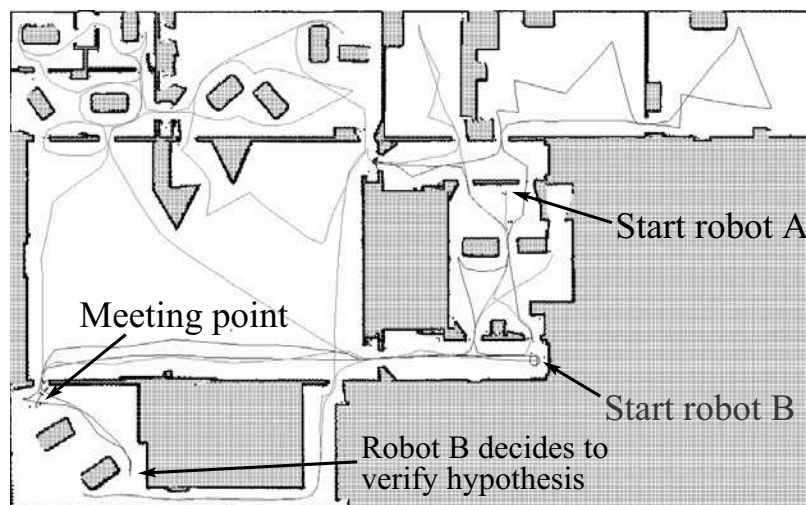 Start robot A
Meeting point
Start robot B
Robot B decides to
verify hypothesis